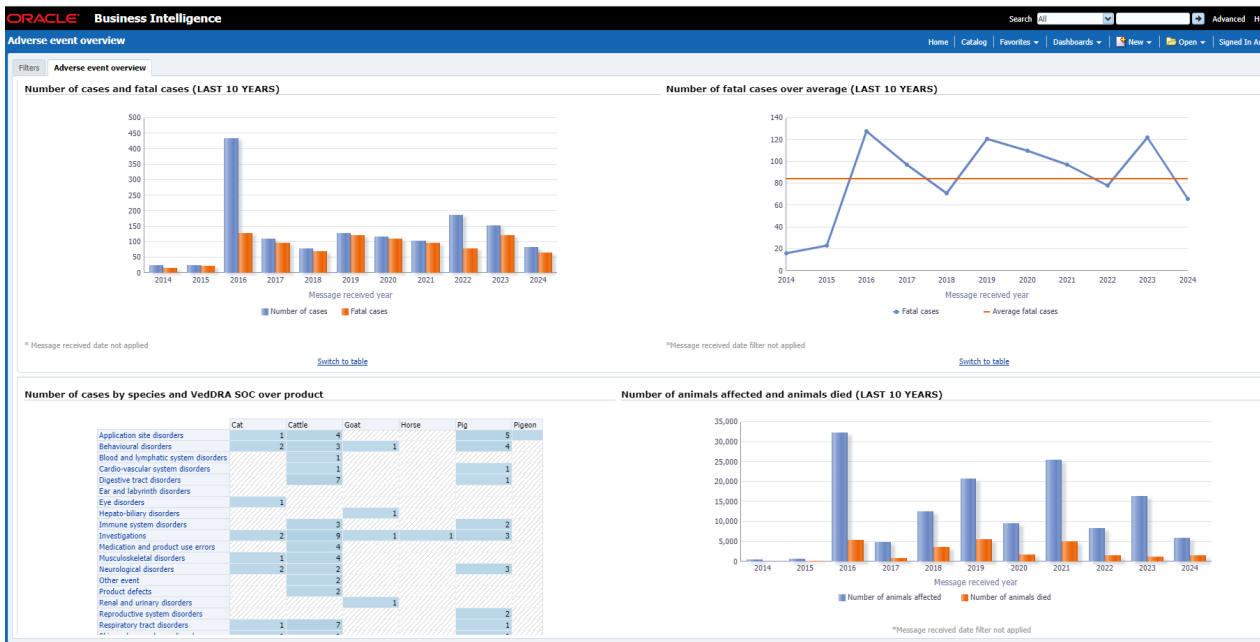 ORACLE Business Intelligence
Search All Advanced
Adverse event overview
Home Catalog Favorites Dashboards New Open Signed In As
Filters Adverse event overview
Number of cases and fatal cases (LAST 10 YEARS)
500
450
400
350
300
250
200
150
100
50
0
2014 2015 2016 2017 2018 2019 2020 2021 2022 2023 2024
Message received year
Number of cases Fatal cases
* Message received date not applied
Switch to table
Number of fatal cases over average (LAST 10 YEARS)
140
120
100
80
60
40
20
0
2014 2015 2016 2017 2018 2019 2020 2021 2022 2023 2024
Message received year
Fatal cases Average fatal cases
*Message received date filter not applied
Switch to table
Number of cases by species and VedDRA SOC over product
Cat Cattle Goat Horse Pig Pigeon
Application site disorders 1 4 5
Behavioural disorders 2 3 1 4
Blood and lymphatic system disorders 1
Cardio-vascular system disorders 1 1
Digestive tract disorders 7 1
Ear and labyrinth disorders
Eye disorders 1
Hepato-biliary disorders 1
Immune system disorders 3 2
Investigations 2 9 1 1 3
Medication and product use errors 4
Musculoskeletal disorders 1 4
Neurological disorders 2 2 3
Other event 2
Product defects 2
Renal and urinary disorders 1
Reproductive system disorders 2
Respiratory tract disorders 1 7 1
Number of animals affected and animals died (LAST 10 YEARS)
35,000
30,000
25,000
20,000
15,000
10,000
5,000
0
2014 2015 2016 2017 2018 2019 2020 2021 2022 2023 2024
Message received year
Number of animals affected Number of animals died
*Message received date filter not applied